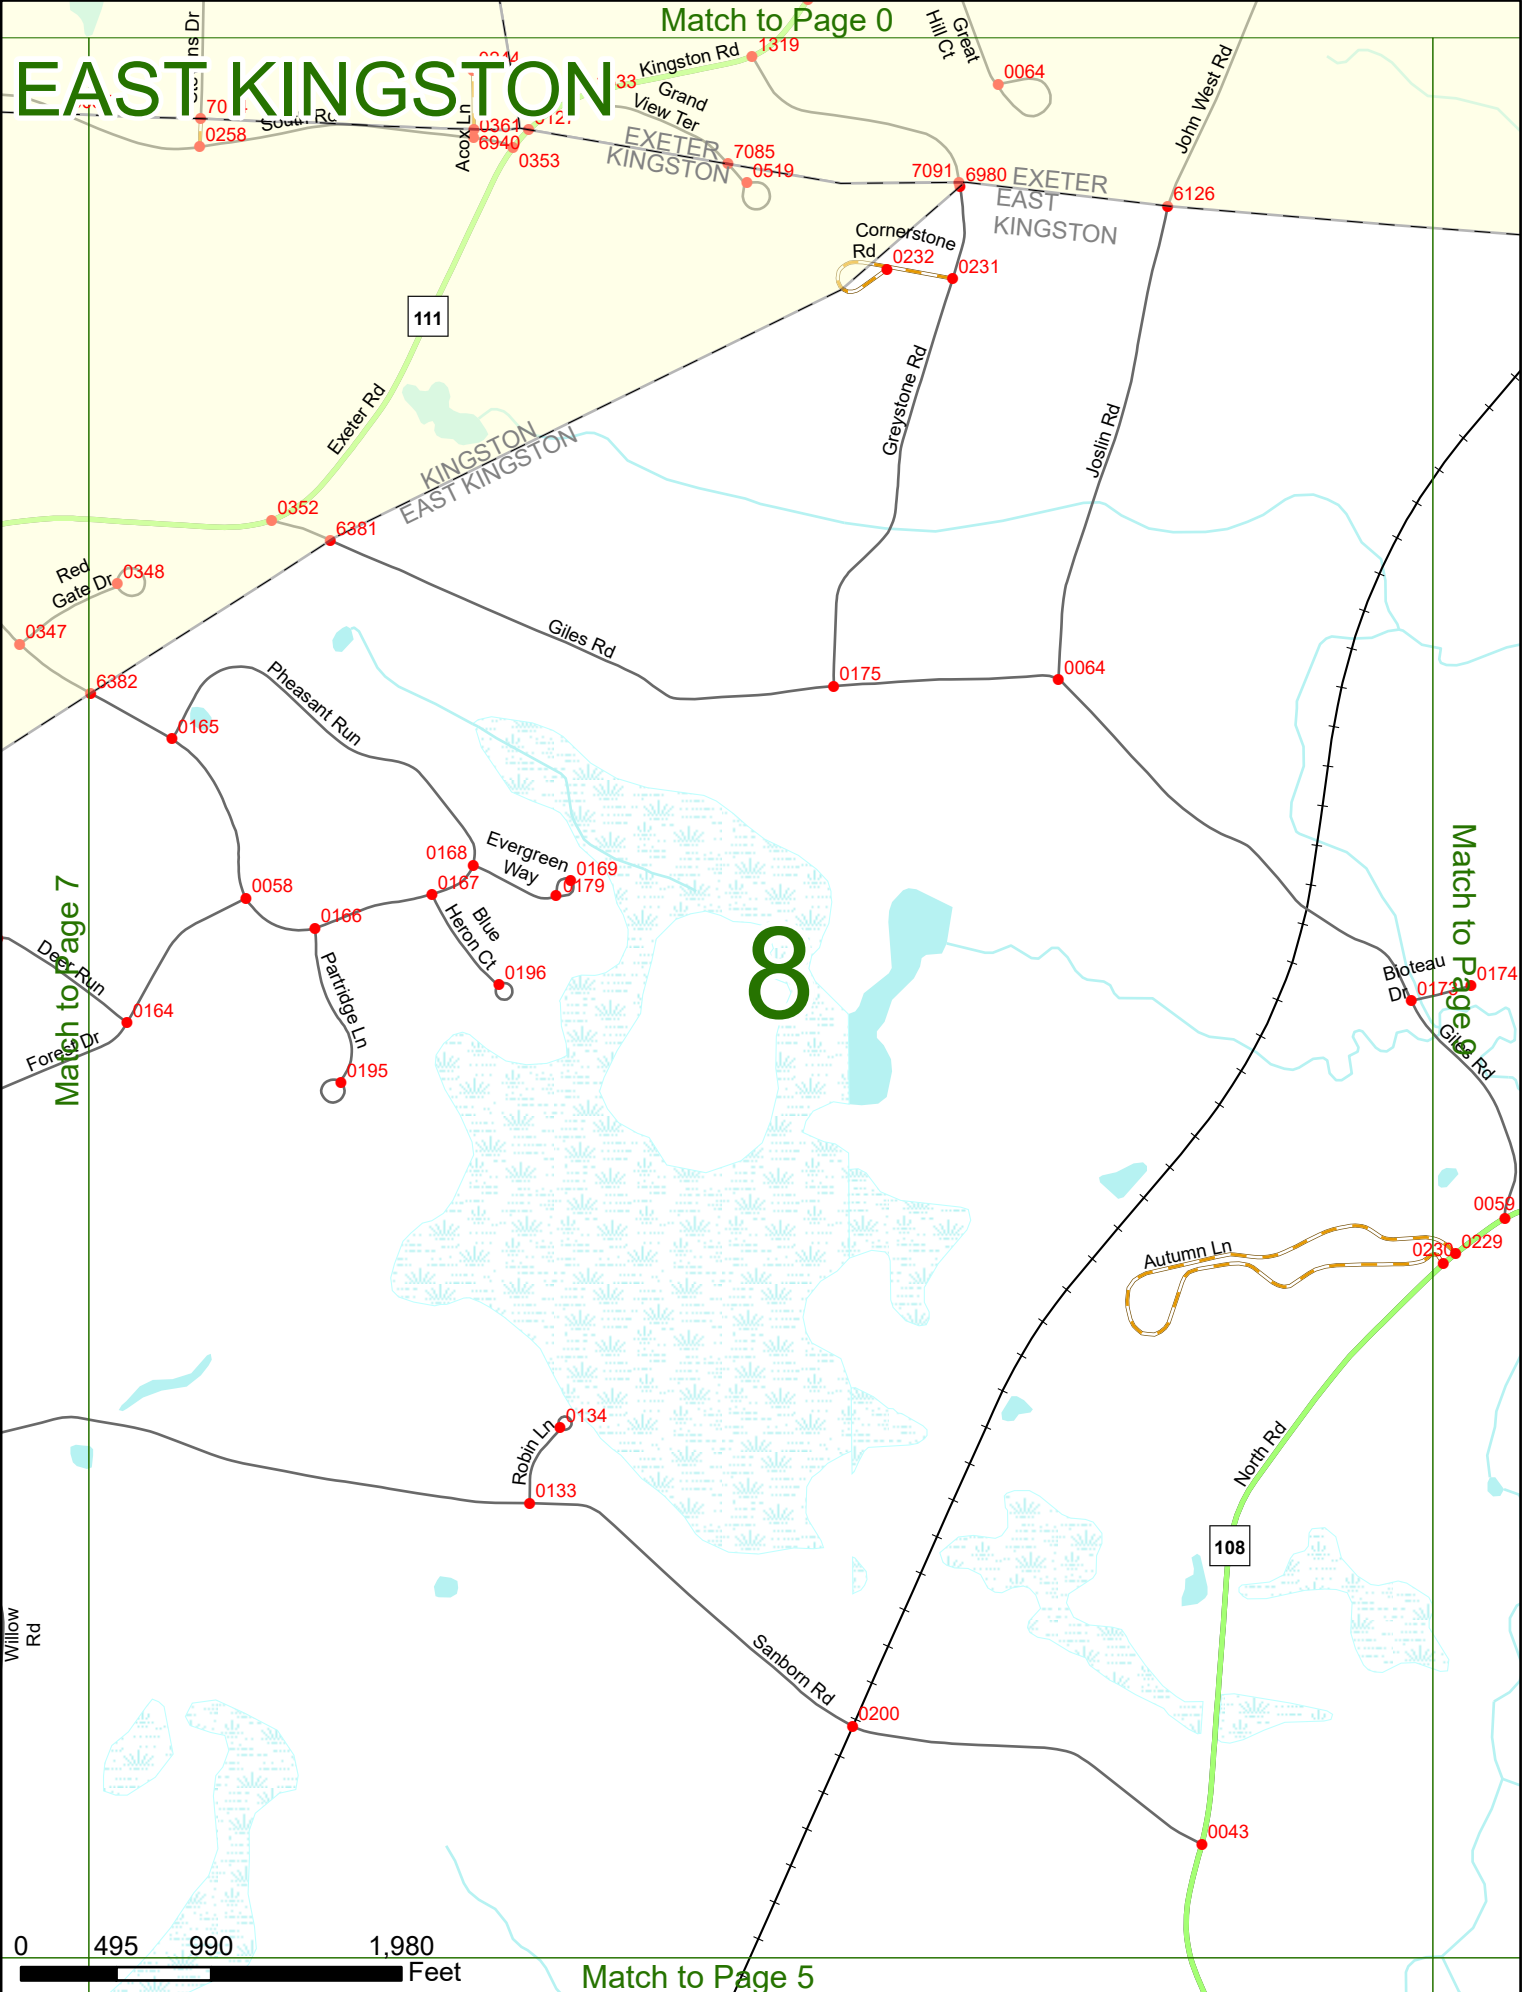 Match to Page 0
EAST KINGSTON
Kingston Rd
1319
Great
Hill Ct
0064
John West Rd
Grand
View Ter
70
0258
South Rd
Acox Ln
0361
6940
0353
EXETER
KINGSTON
7085
0519
7091
6980
EXETER
EAST
KINGSTON
6126
Cornerstone
Rd
0232
0231
111
Exeter Rd
Greystone Rd
Joslin Rd
KINGSTON
EAST KINGSTON
0352
6381
Red
Gate Dr
0348
0347
Giles Rd
6382
0175
0064
Pheasant Run
0165
Match to Page 7
0168
Evergreen
Way
0169
0179
0058
0167
0166
Blue
Heron Ct
0196
8
Deer Run
0164
Forest Dr
Partridge Ln
0195
Bioteau
Dr
0173
0174
Giles Rd
0059
Autumn Ln
0230
0229
Robin Ln
0134
0133
North Rd
108
Willow
Rd
Sanborn Rd
0200
0043
0 495 990 1,980
Feet
Match to Page 5